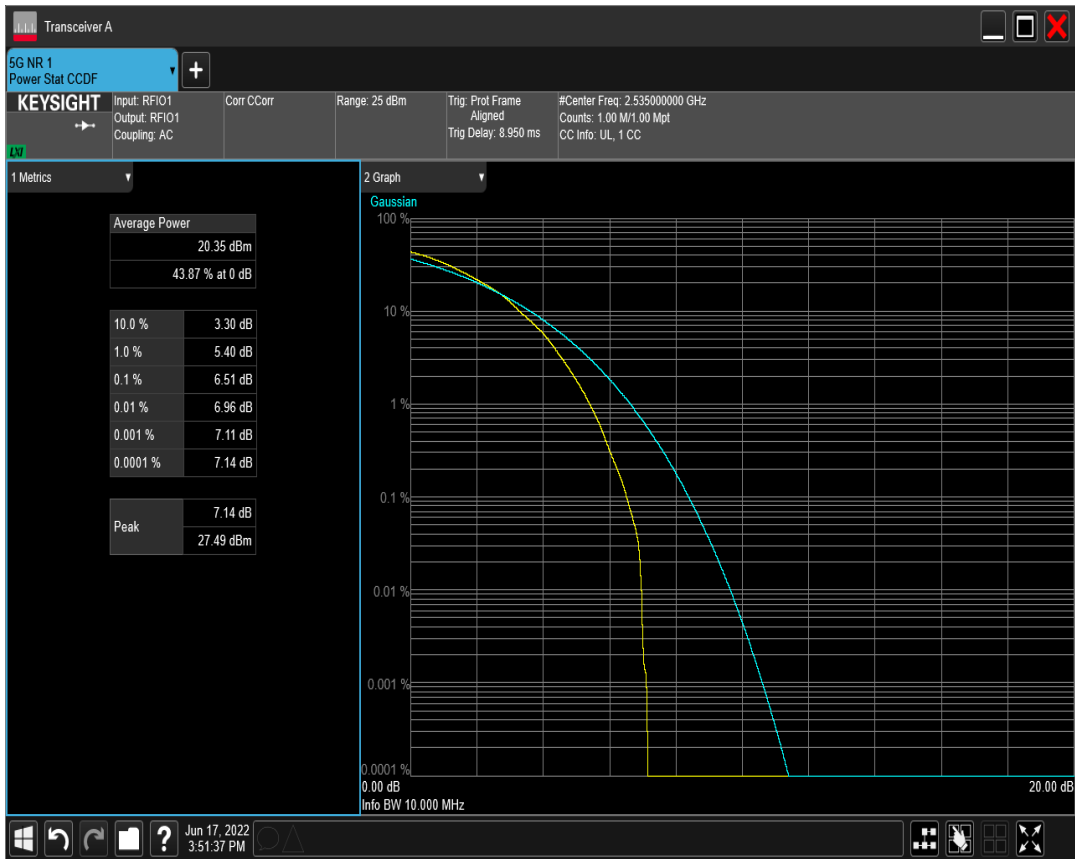 Transceiver A
5G NR 1
Power Stat CCDF
KEYSIGHT
LXI
Input: RFIO1
Output: RFIO1
Coupling: AC
Corr CCorr
Range: 25 dBm
Trig: Prot Frame
Aligned
Trig Delay: 8.950 ms
#Center Freq: 2.535000000 GHz
Counts: 1.00 M/1.00 Mpt
CC Info: UL, 1 CC
1 Metrics
Average Power
20.35 dBm
43.87 % at 0 dB
10.0 % 3.30 dB
1.0 % 5.40 dB
0.1 % 6.51 dB
0.01 % 6.96 dB
0.001 % 7.11 dB
0.0001 % 7.14 dB
Peak
7.14 dB
27.49 dBm
2 Graph
Gaussian
100 %
10 %
1 %
0.1 %
0.01 %
0.001 %
0.0001 %
0.00 dB 20.00 dB
Info BW 10.000 MHz
? Jun 17, 2022
3:51:37 PM